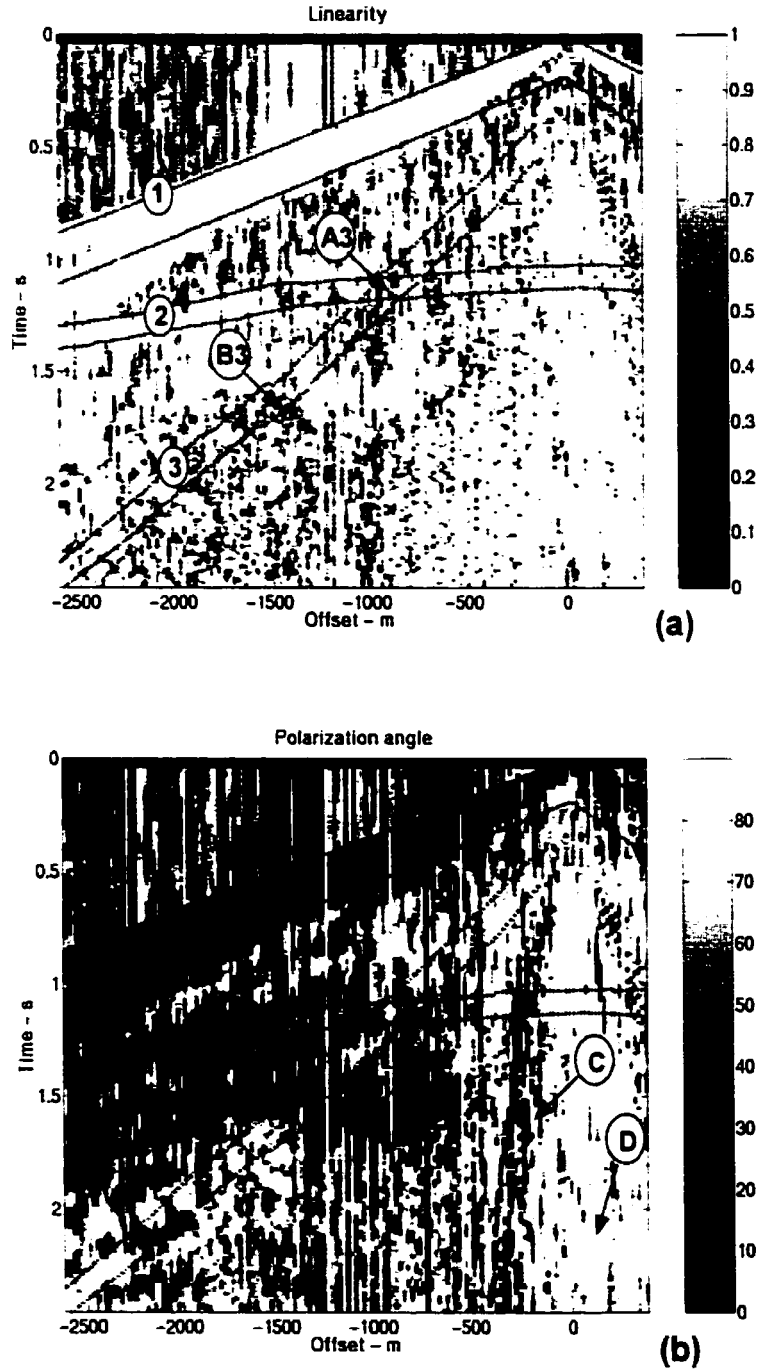 Linearity
0
0.5
1
1.5
2
Time – s
1
2
3
A3
B3
−2500 −2000 −1500 −1000 −500 0
Offset – m
1
0.9
0.8
0.7
0.6
0.5
0.4
0.3
0.2
0.1
0
(a)
Polarization angle
0
0.5
1
1.5
2
Time – s
C
D
−2500 −2000 −1500 −1000 −500 0
Offset – m
80
70
60
50
40
30
20
10
0
(b)